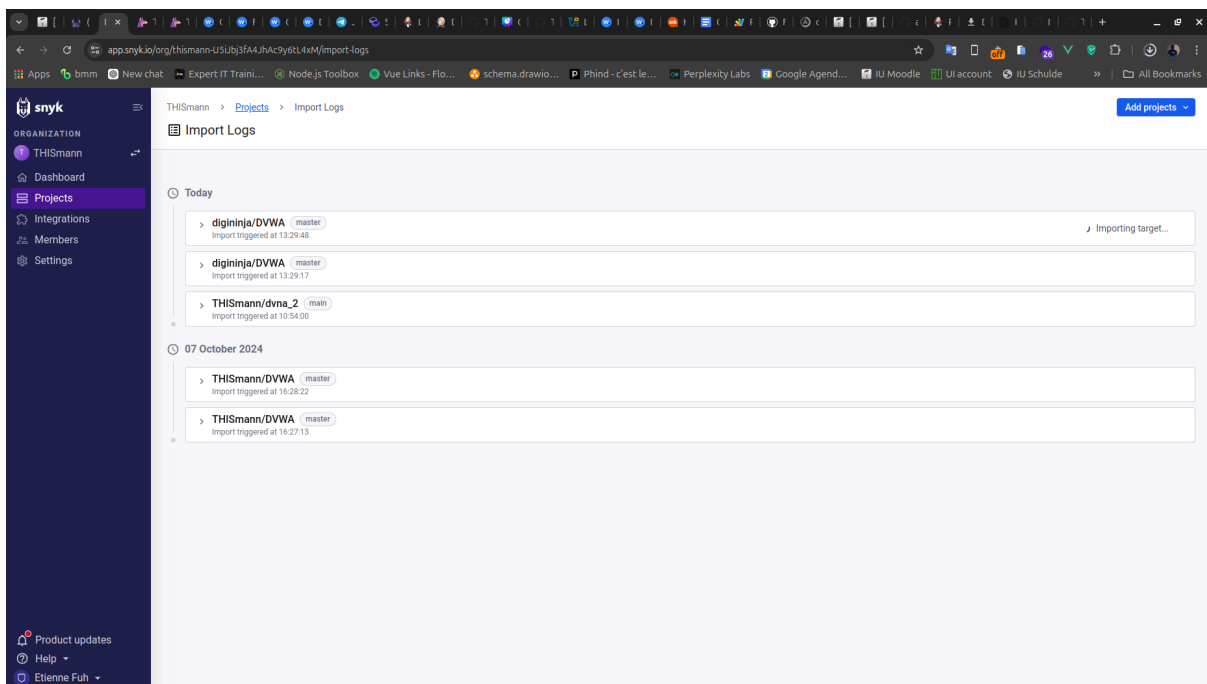 app.snyk.io/org/thismann-U5iJbj3fA4JhAc9y6tL4xM/import-logs
off
26
Apps bmm New chat Expert IT Traini... Node.js Toolbox Vue Links - Flo... schema.drawio... Phind - c'est le... Perplexity Labs Google Agend... IU Moodle UI account IU Schulde » All Bookmarks
snyk
THISmann > Projects > Import Logs
Add projects
Import Logs
ORGANIZATION
T THISmann
Dashboard
Projects
Integrations
Members
Settings
Today
digininja/DVWA master
Import triggered at 13:29:48
Importing target...
digininja/DVWA master
Import triggered at 13:29:17
THISmann/dvna_2 main
Import triggered at 10:54:00
07 October 2024
THISmann/DVWA master
Import triggered at 16:28:22
THISmann/DVWA master
Import triggered at 16:27:13
Product updates
Help
Etienne Fuh